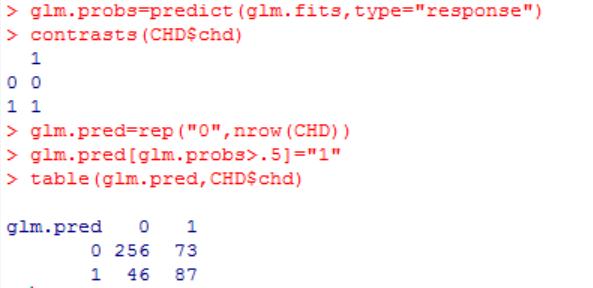 > glm.probs=predict(glm.fits,type="response")
> contrasts(CHD$chd)
  1
0 0
1 1
> glm.pred=rep("0",nrow(CHD))
> glm.pred[glm.probs>.5]="1"
> table(glm.pred,CHD$chd)
glm.pred   0   1
       0 256  73
       1  46  87